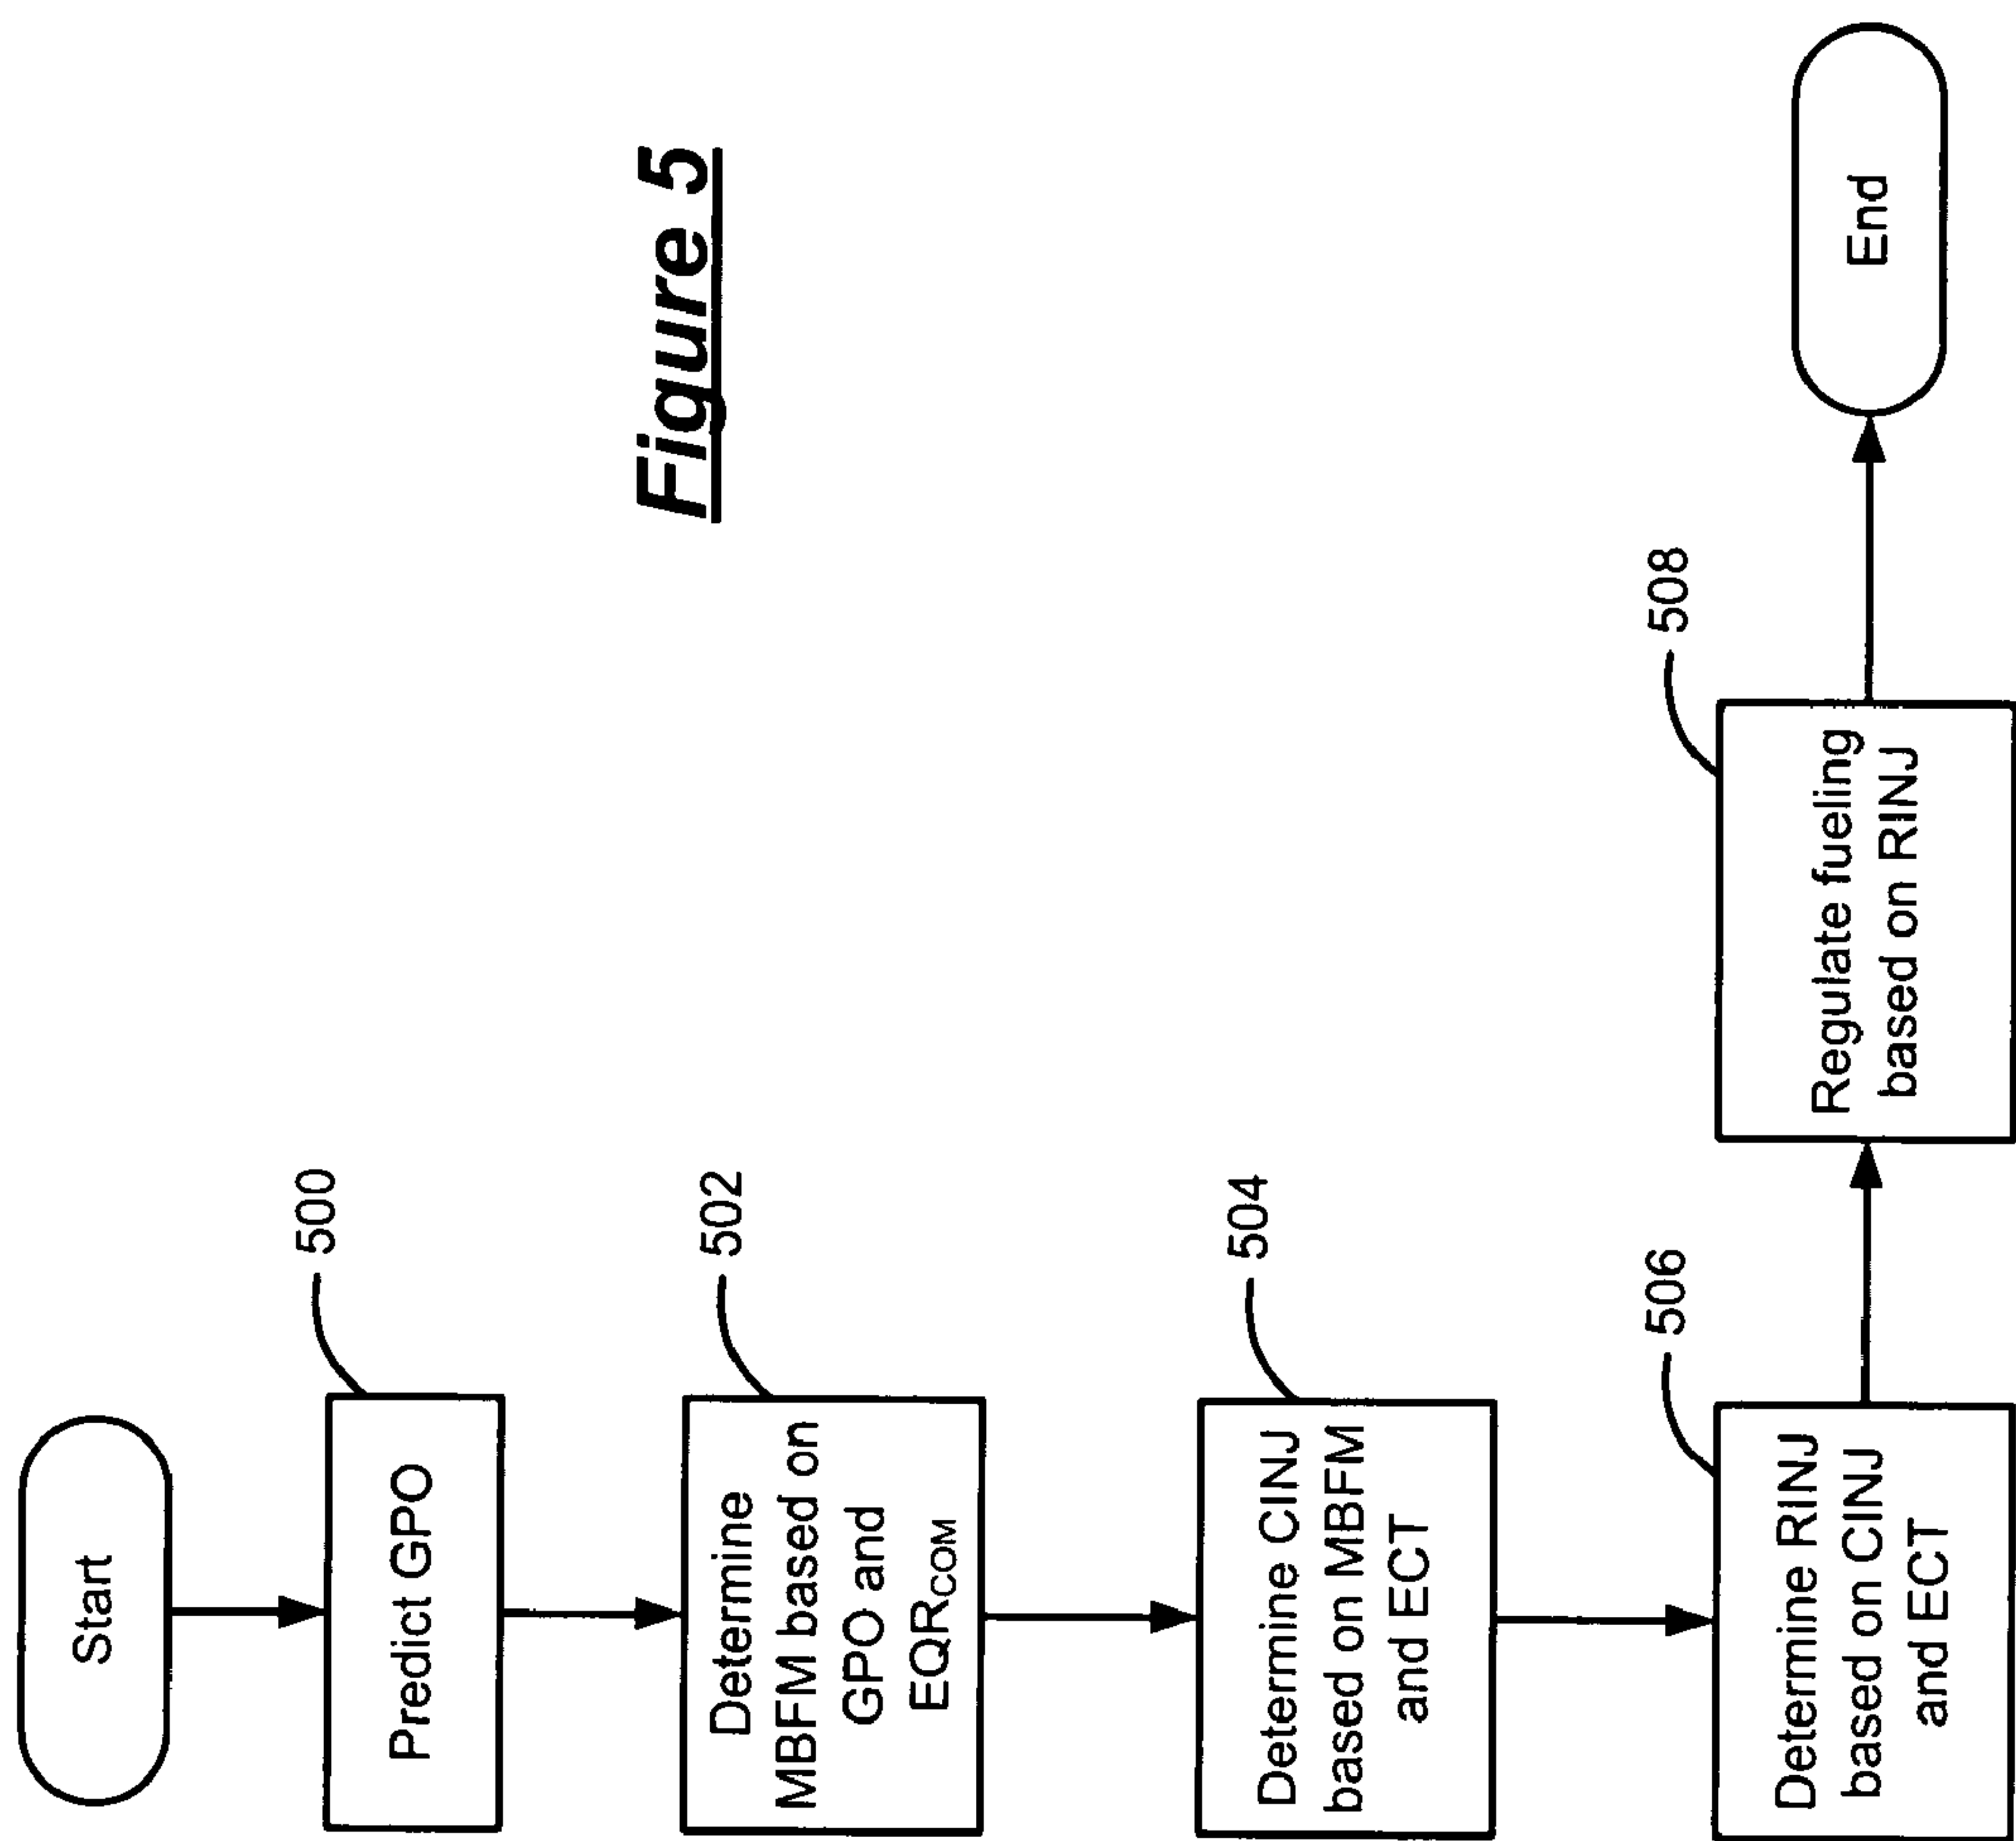 Start
500
Predict GPO
502
Determine
MBFM based on
GPO and
EQRCOM
504
Determine CINJ
based on MBFM
and ECT
506
Determine RINJ
based on CINJ
and ECT
508
Regulate fueling
based on RINJ
End
Figure 5